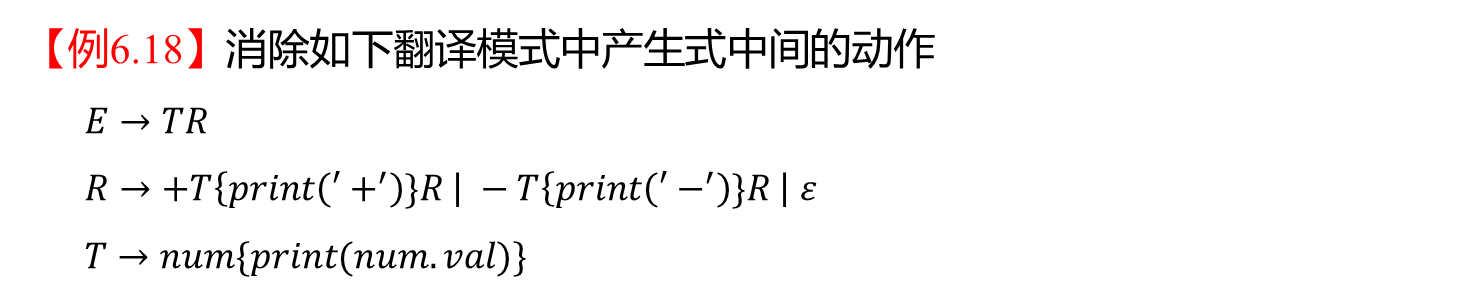 【例6.18】消除如下翻译模式中产生式中间的动作
E → TR
R → +T{print(′ +′)}R | − T{print(′ −′)}R | ε
T → num{print(num. val)}